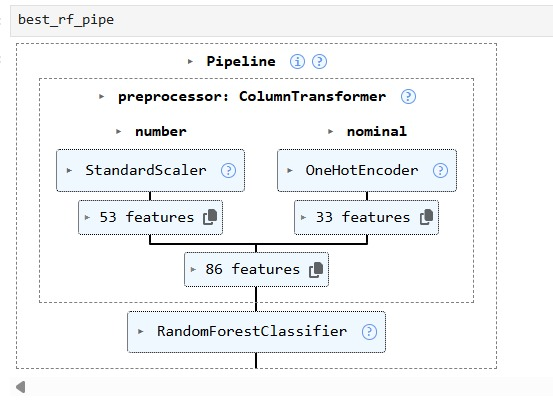 best_rf_pipe
Pipeline
preprocessor: ColumnTransformer
number nominal
StandardScaler OneHotEncoder
53 features 33 features
86 features
RandomForestClassifier